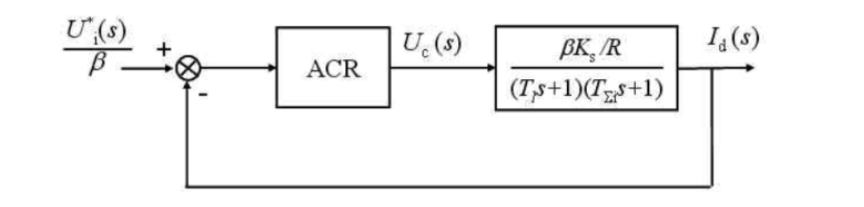 U*i(s)
β
+
-
ACR
Uc(s)
βKs/R
(Tls+1)(TΣis+1)
Id(s)